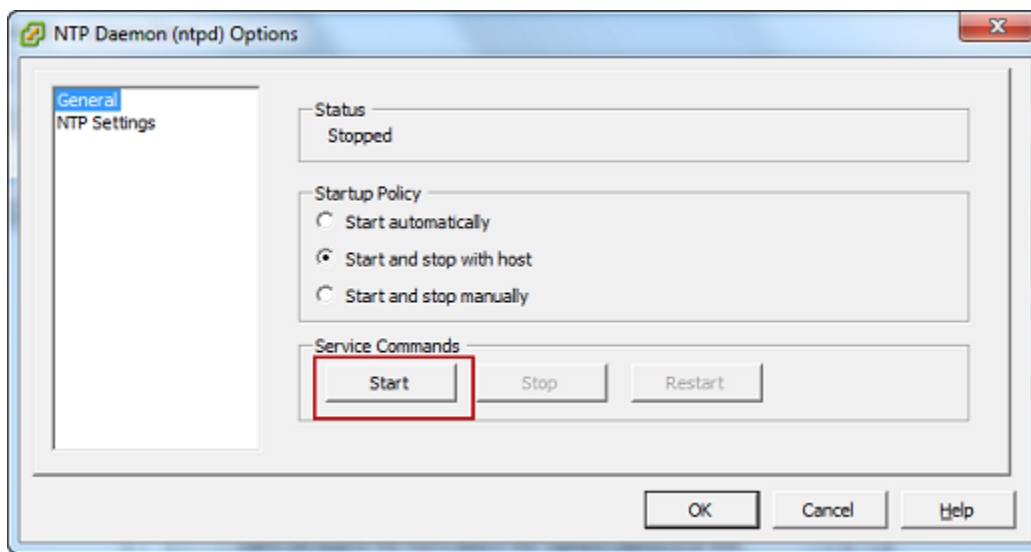 NTP Daemon (ntpd) Options
General
NTP Settings
Status
Stopped
Startup Policy
Start automatically
Start and stop with host
Start and stop manually
Service Commands
Start Stop Restart
OK Cancel Help